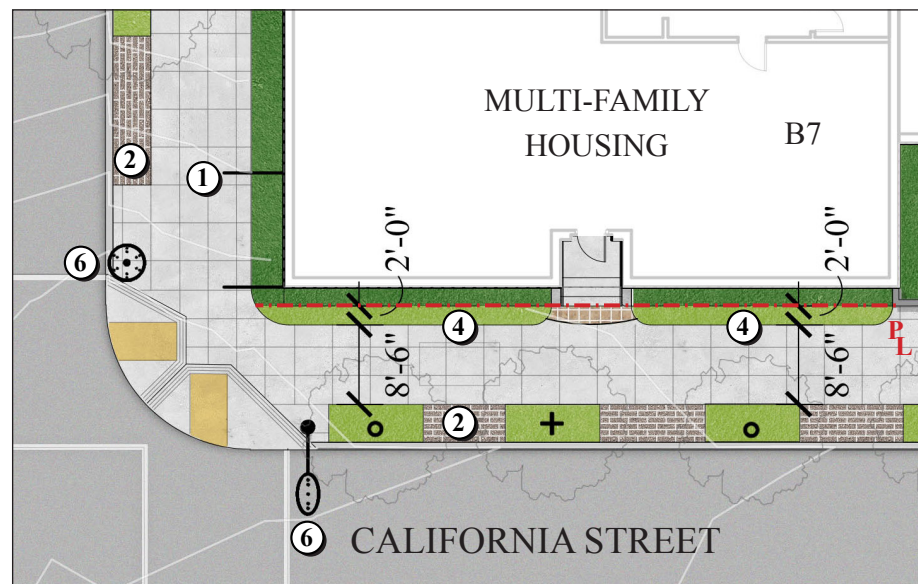 MULTI-FAMILY
HOUSING
B7
2
1
6
2'-0"
2'-0"
4
4
P
L
8'-6"
8'-6"
2
6
CALIFORNIA STREET